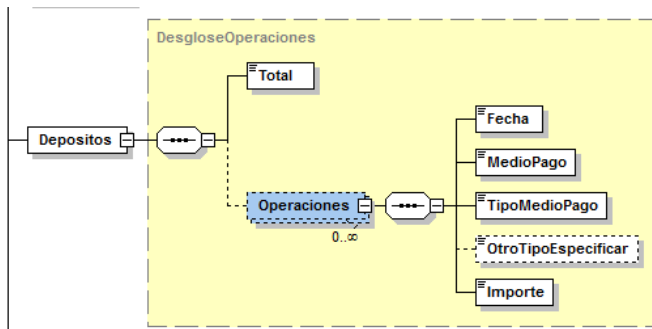 DesgloseOperaciones
Total
Depositos
Fecha
MedioPago
Operaciones
TipoMedioPago
0..∞
OtroTipoEspecificar
Importe